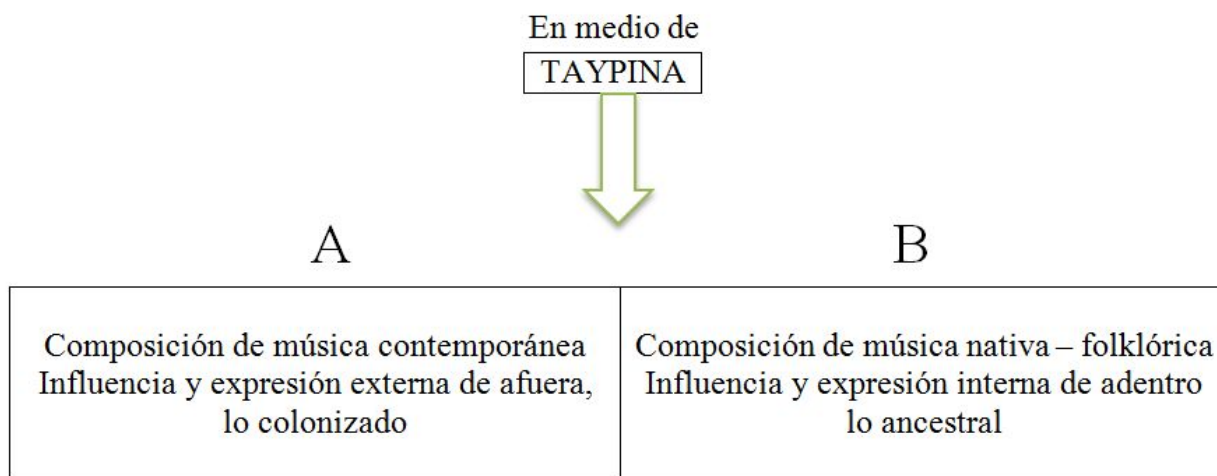 En medio de
TAYPINA
A
B
Composición de música contemporánea
Influencia y expresión externa de afuera,
lo colonizado
Composición de música nativa – folklórica
Influencia y expresión interna de adentro
lo ancestral